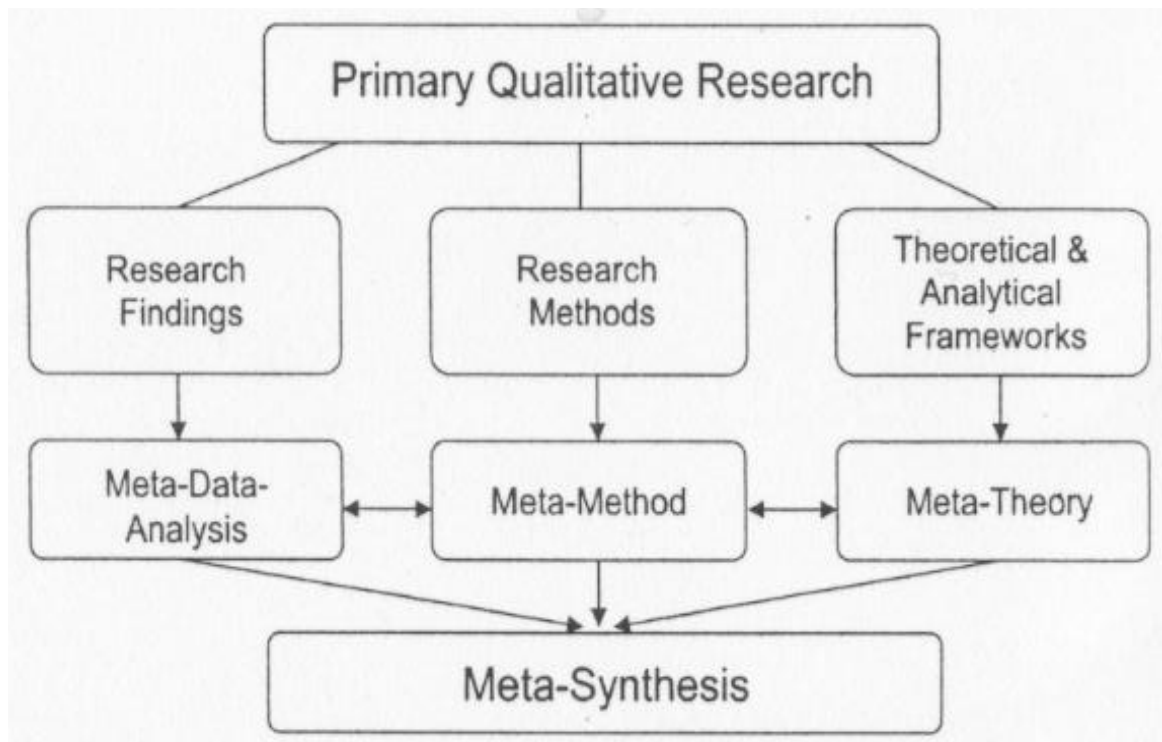 Primary Qualitative Research
Research
Findings
Research
Methods
Theoretical &
Analytical
Frameworks
Meta-Data-
Analysis
Meta-Method
Meta-Theory
Meta-Synthesis